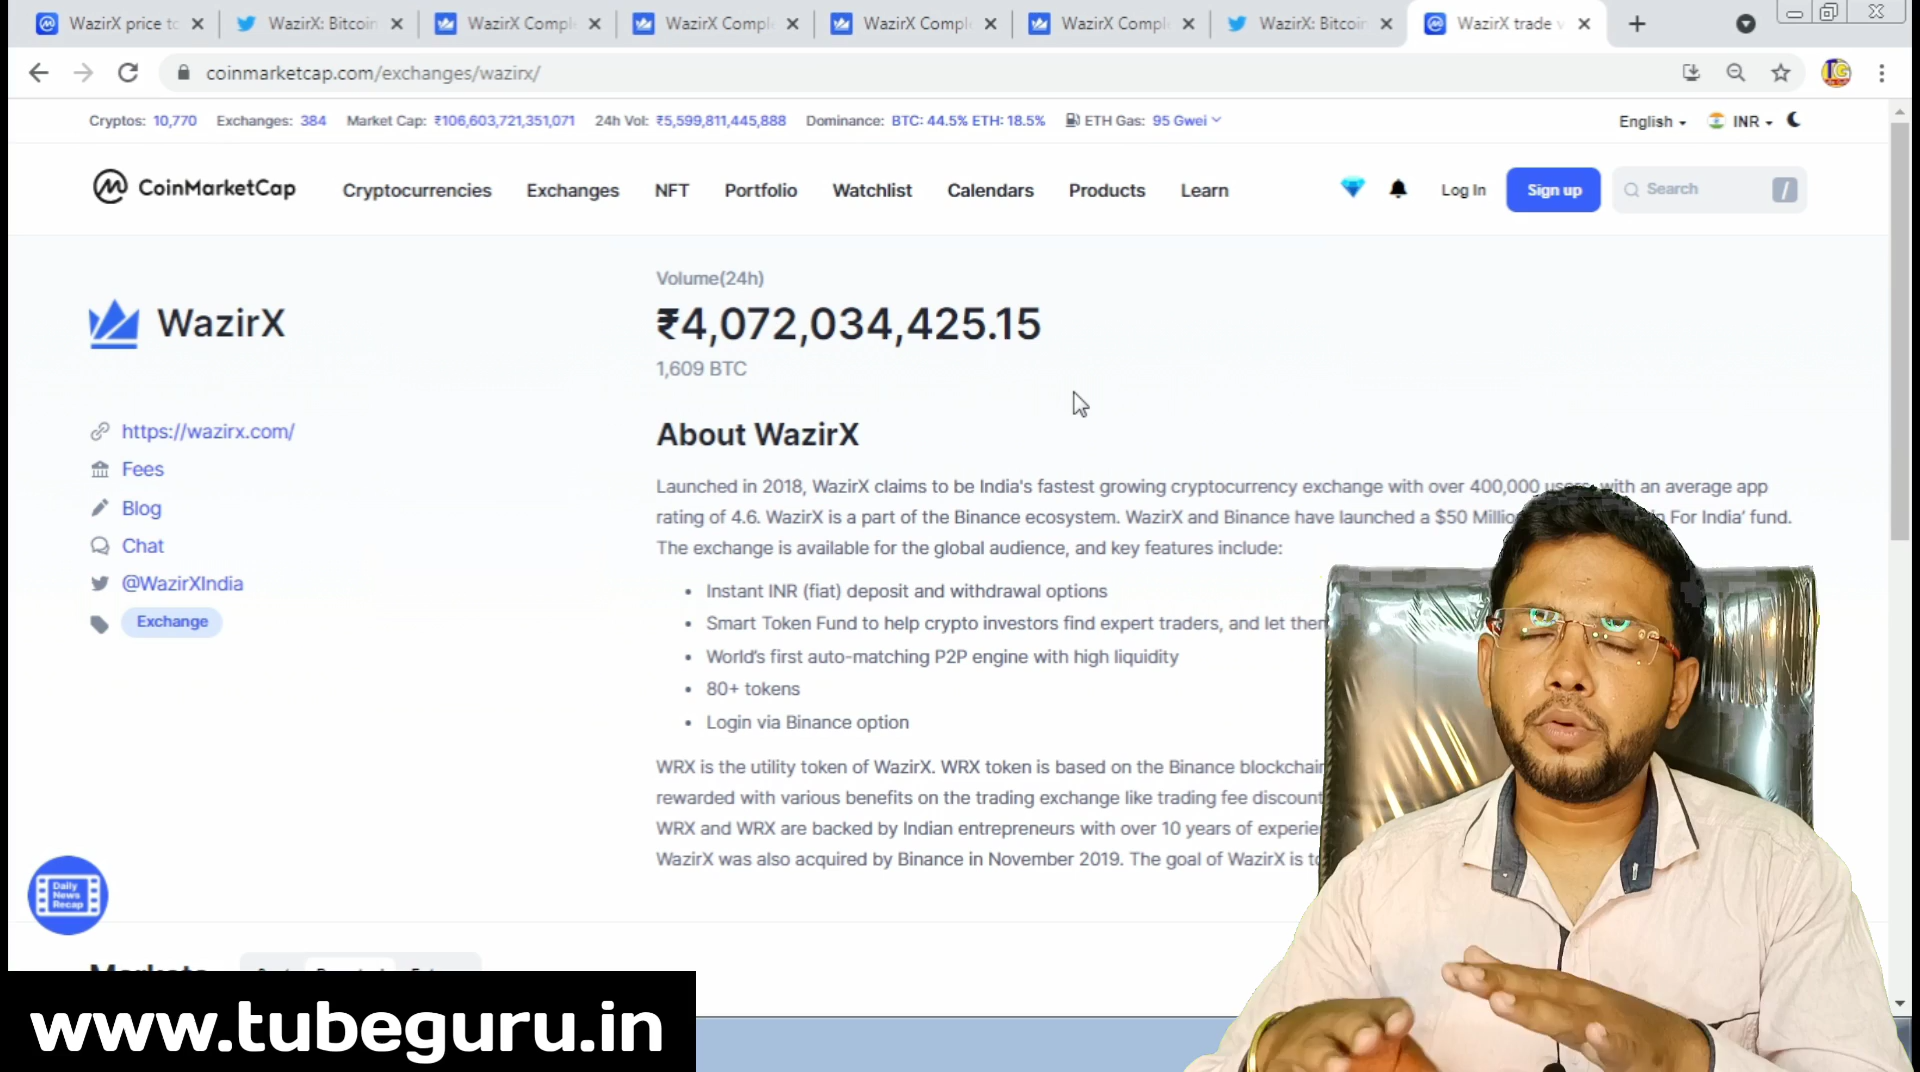 WazirX price to
WazirX: Bitcoin
WazirX Compl
WazirX Compl
WazirX Compl
WazirX Compl
WazirX: Bitcoin
WazirX trade v
coinmarketcap.com/exchanges/wazirx/
Cryptos: 10,770 Exchanges: 384 Market Cap: ₹106,603,721,351,071 24h Vol: ₹5,599,811,445,888 Dominance: BTC: 44.5% ETH: 18.5% ETH Gas: 95 Gwei
English INR
CoinMarketCap Cryptocurrencies Exchanges NFT Portfolio Watchlist Calendars Products Learn Log In Sign up Search /
WazirX
https://wazirx.com/
Fees
Blog
Chat
@WazirXIndia
Exchange
Volume(24h)
₹4,072,034,425.15
1,609 BTC
About WazirX
Launched in 2018, WazirX claims to be India's fastest growing cryptocurrency exchange with over 400,000 users, with an average app
rating of 4.6. WazirX is a part of the Binance ecosystem. WazirX and Binance have launched a $50 Millio For India' fund.
The exchange is available for the global audience, and key features include:
• Instant INR (fiat) deposit and withdrawal options
• Smart Token Fund to help crypto investors find expert traders, and let them
• World's first auto-matching P2P engine with high liquidity
• 80+ tokens
• Login via Binance option
WRX is the utility token of WazirX. WRX token is based on the Binance blockchain
rewarded with various benefits on the trading exchange like trading fee discount
WRX and WRX are backed by Indian entrepreneurs with over 10 years of experie
WazirX was also acquired by Binance in November 2019. The goal of WazirX is to
Daily
News
Recap
Markets
www.tubeguru.in